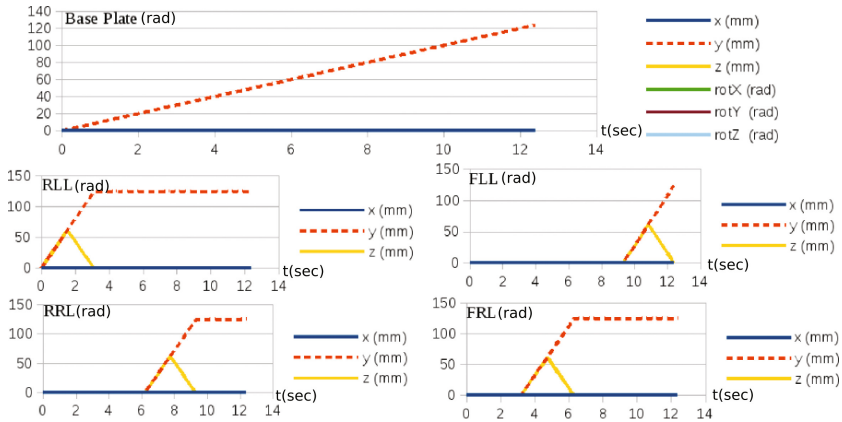 Base Plate (rad)
140
120
100
80
60
40
20
0
0 2 4 6 8 10 12 14
t(sec)
x (mm)
y (mm)
z (mm)
rotX (rad)
rotY (rad)
rotZ (rad)
RLL (rad)
150
100
50
0
0 2 4 6 8 10 12 14
t(sec)
x (mm)
y (mm)
z (mm)
FLL (rad)
150
100
50
0
0 2 4 6 8 10 12 14
t(sec)
x (mm)
y (mm)
z (mm)
RRL (rad)
150
100
50
0
0 2 4 6 8 10 12 14
t(sec)
x (mm)
y (mm)
z (mm)
FRL (rad)
150
100
50
0
0 2 4 6 8 10 12 14
t(sec)
x (mm)
y (mm)
z (mm)